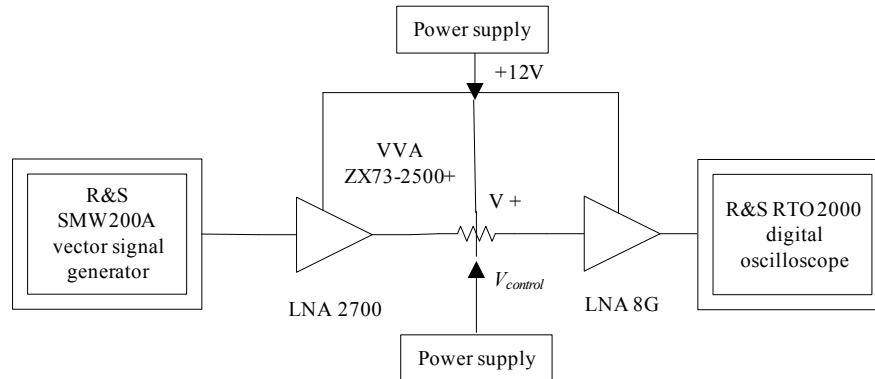 Power supply
+12V
VVA
ZX73-2500+
R&S
SMW200A
vector signal
generator
V +
R&S RTO2000
digital
oscilloscope
V_control
LNA 2700
LNA 8G
Power supply